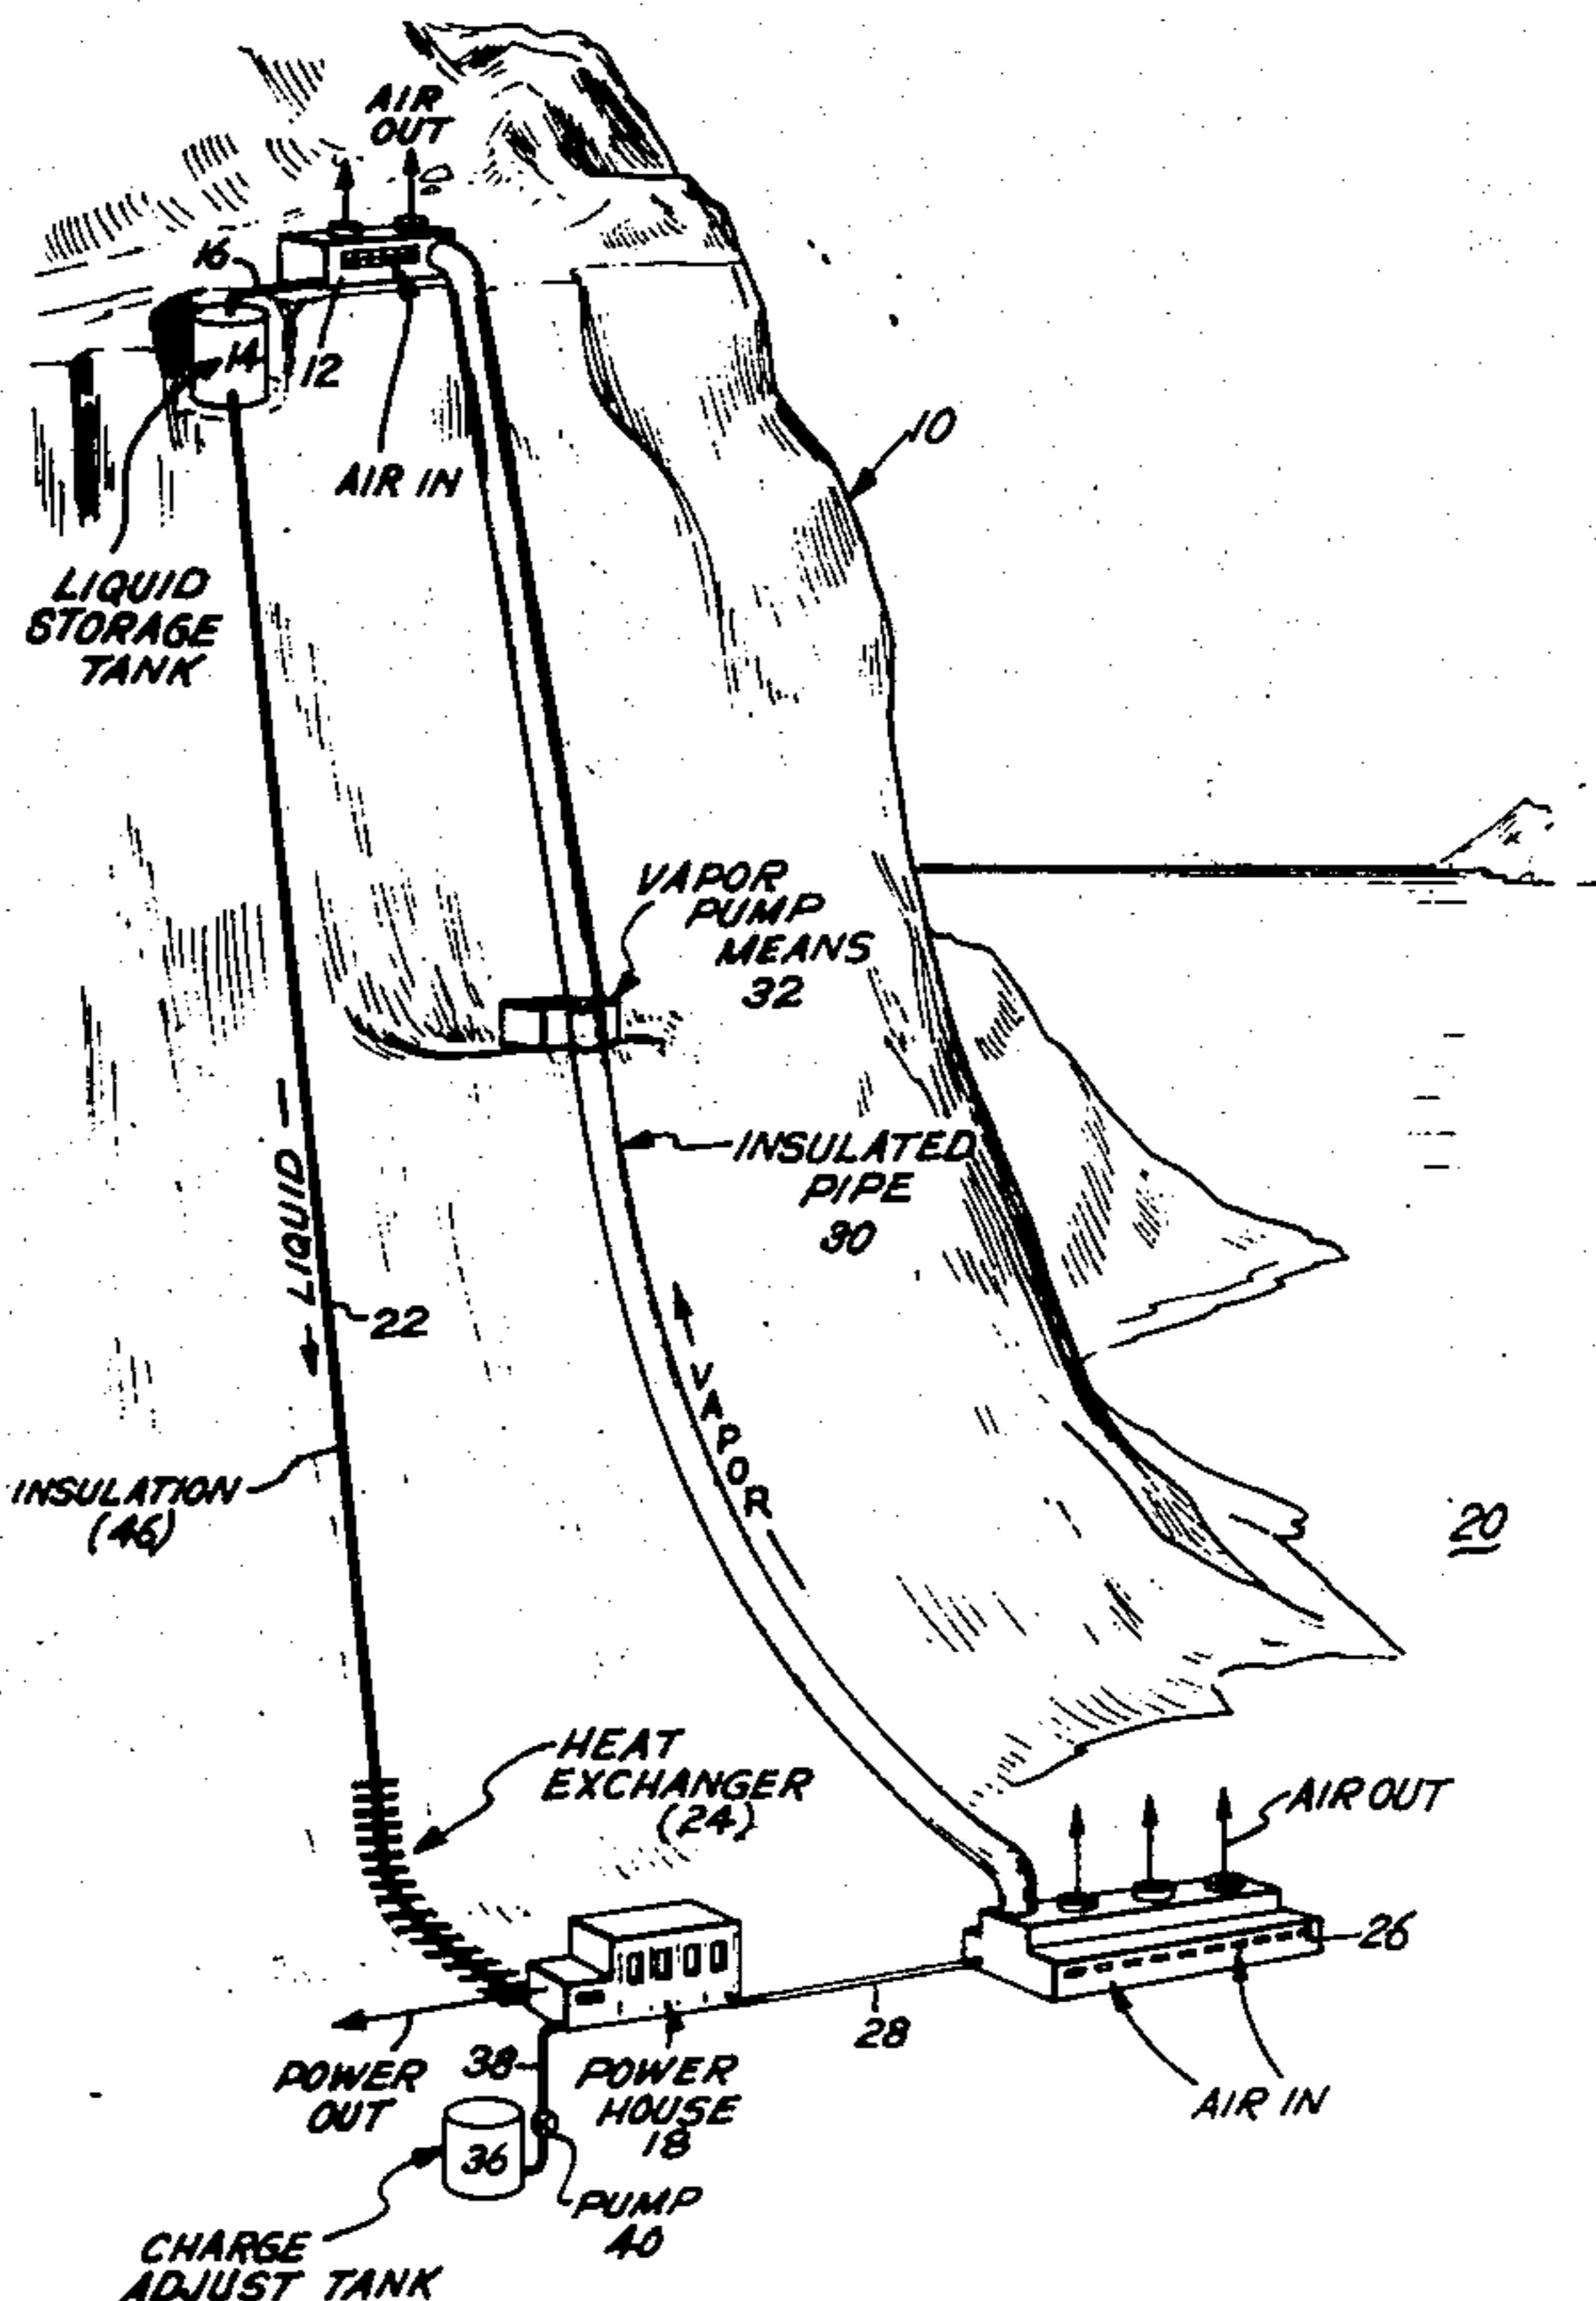 AIR
OUT
16
14
12
10
AIR IN
LIQUID
STORAGE
TANK
VAPOR
PUMP
MEANS
32
INSULATED
PIPE
30
LIQUID
22
VAPOR
INSULATION
(46)
20
HEAT
EXCHANGER
(24)
AIR OUT
26
28
POWER
OUT
38
POWER
HOUSE
18
AIR IN
36
PUMP
40
CHARGE
ADJUST TANK